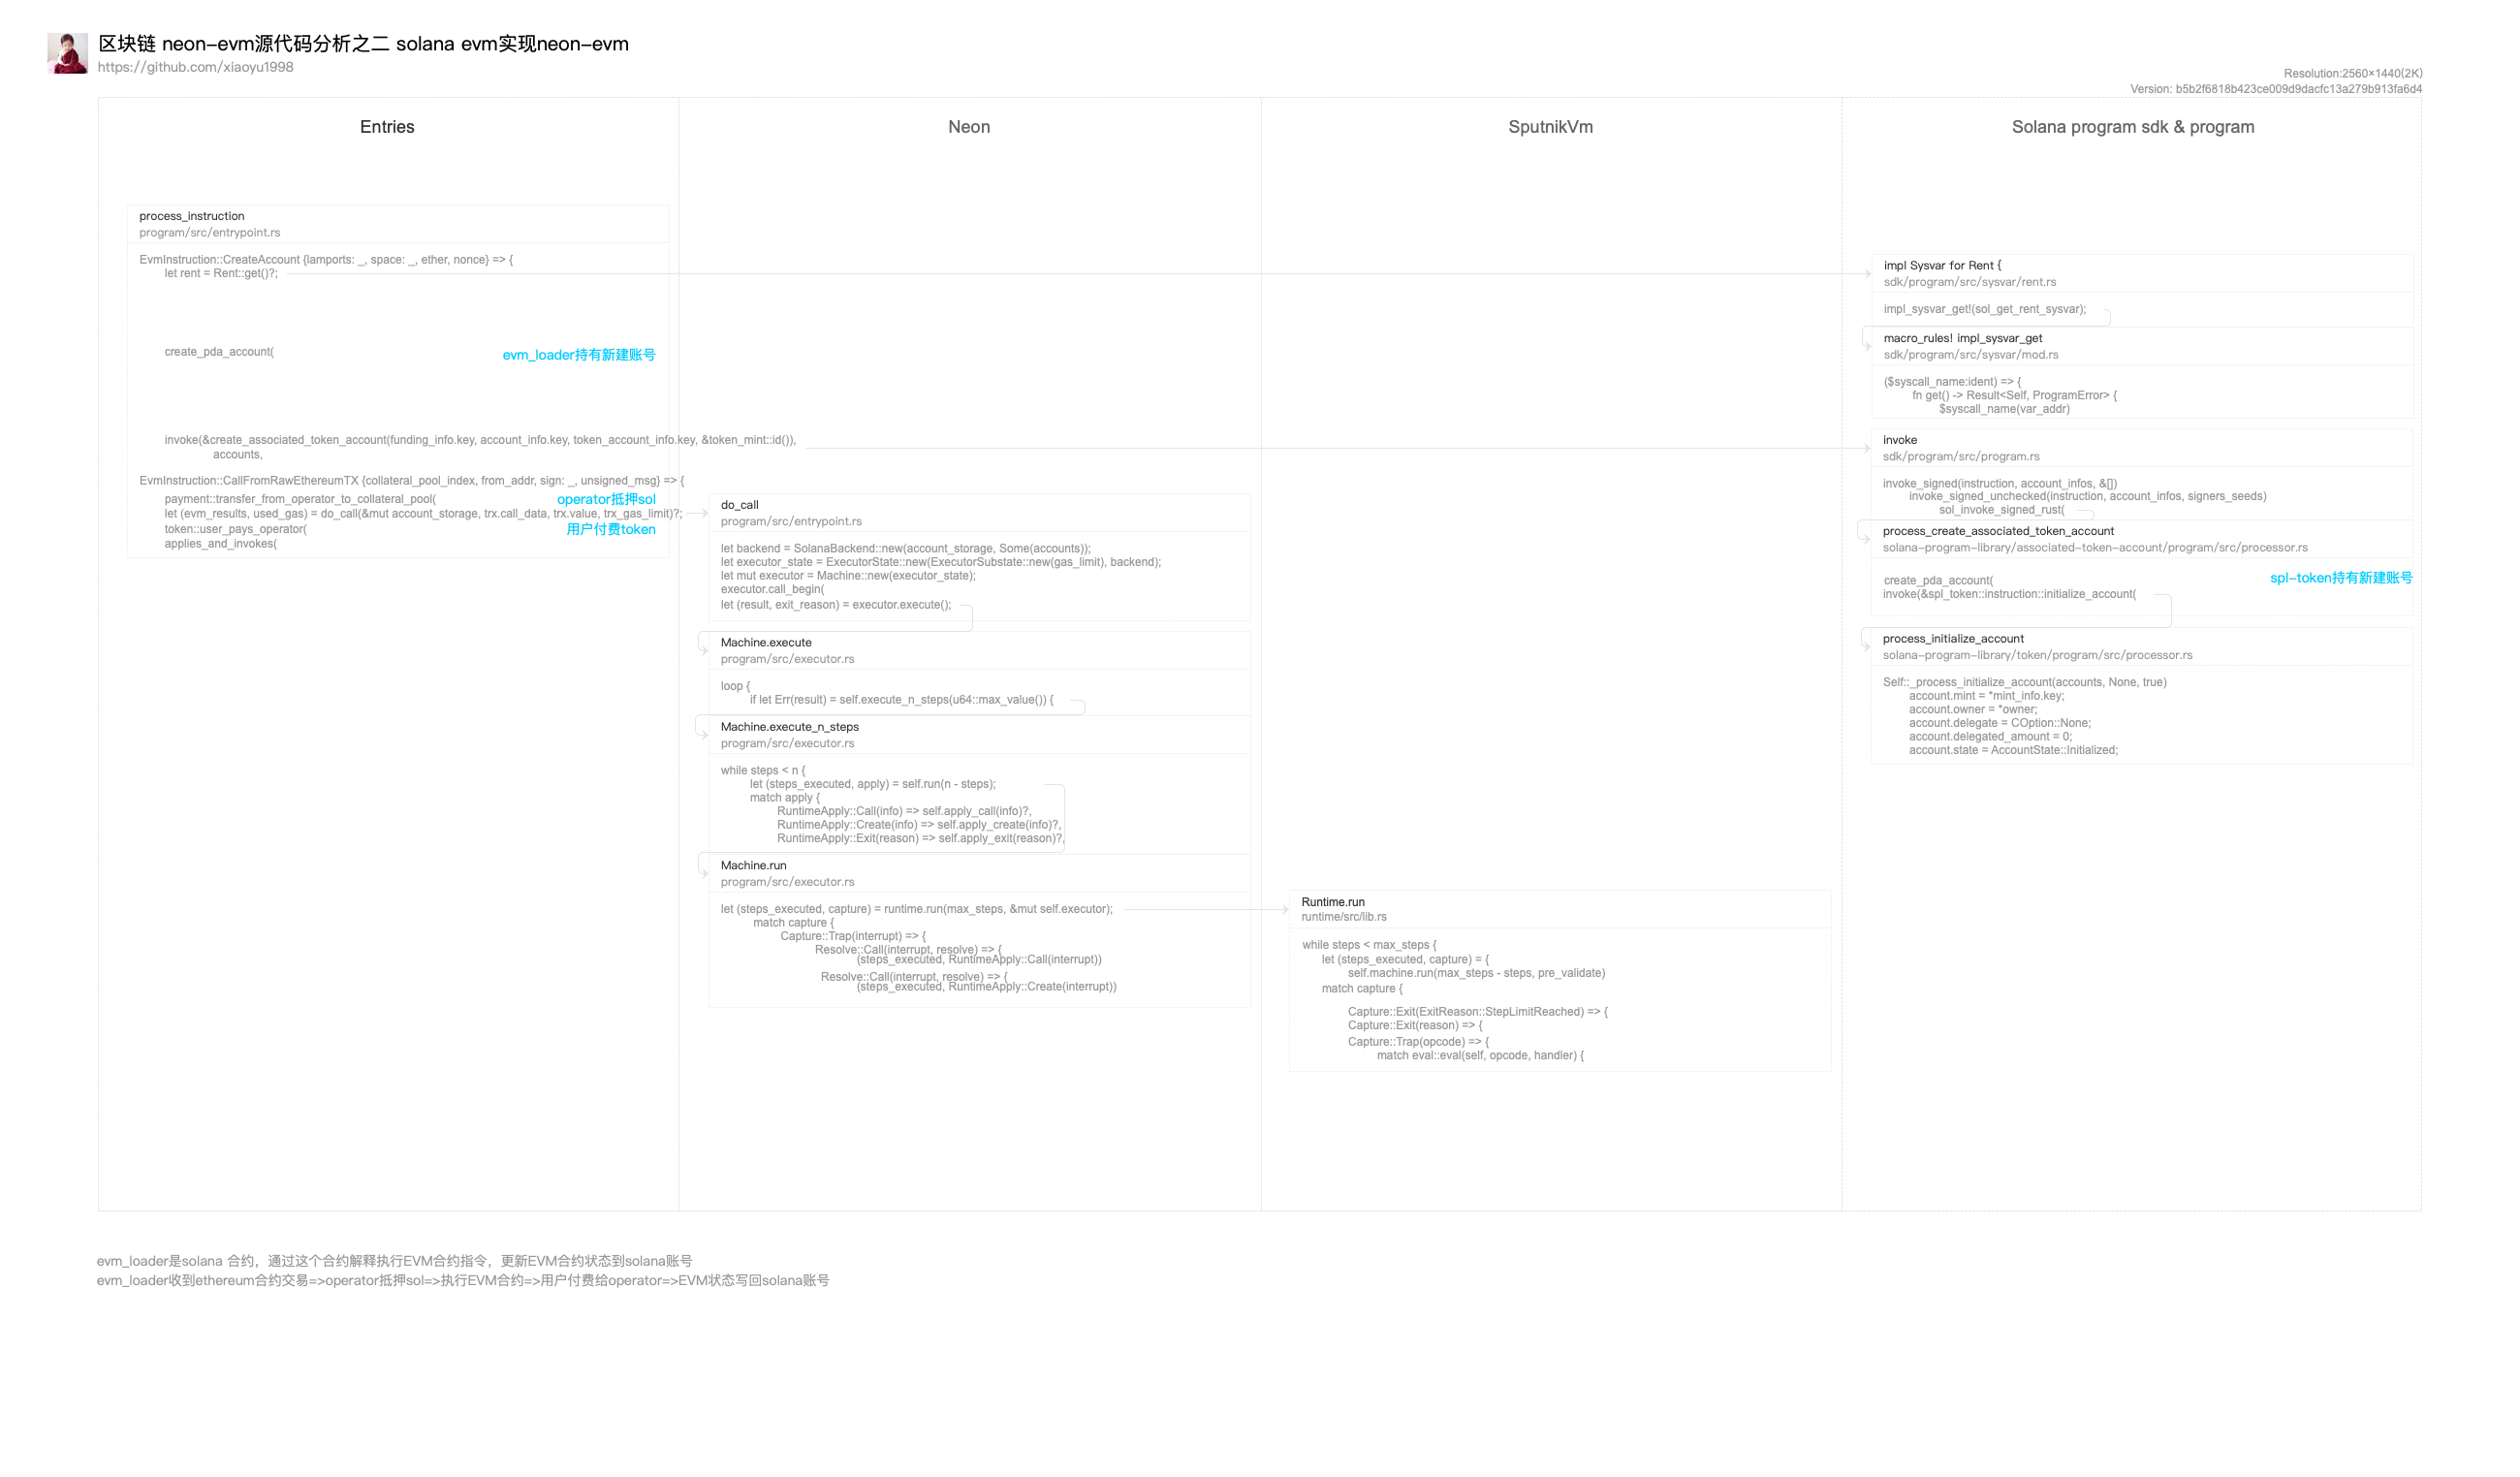 区块链 neon-evm源代码分析之二 solana evm实现neon-evm
https://github.com/xiaoyu1998
Resolution:2560×1440(2K)
Version: b5b2f6818b423ce009d9dacfc13a279b913fa6d4
Entries
process_instruction
program/src/entrypoint.rs
EvmInstruction::CreateAccount {lamports: _, space: _, ether, nonce} => {
let rent = Rent::get()?;
create_pda_account(
evm_loader持有新建账号
invoke(&create_associated_token_account(funding_info.key, account_info.key, token_account_info.key, &token_mint::id()),
accounts,
EvmInstruction::CallFromRawEthereumTX {collateral_pool_index, from_addr, sign: _, unsigned_msg} => {
payment::transfer_from_operator_to_collateral_pool(
operator抵押sol
let (evm_results, used_gas) = do_call(&mut account_storage, trx.call_data, trx.value, trx_gas_limit)?;
token::user_pays_operator(
用户付费token
applies_and_invokes(
Neon
do_call
program/src/entrypoint.rs
let backend = SolanaBackend::new(account_storage, Some(accounts));
let executor_state = ExecutorState::new(ExecutorSubstate::new(gas_limit), backend);
let mut executor = Machine::new(executor_state);
executor.call_begin(
let (result, exit_reason) = executor.execute();
Machine.execute
program/src/executor.rs
loop {
if let Err(result) = self.execute_n_steps(u64::max_value()) {
Machine.execute_n_steps
program/src/executor.rs
while steps < n {
let (steps_executed, apply) = self.run(n - steps);
match apply {
RuntimeApply::Call(info) => self.apply_call(info)?,
RuntimeApply::Create(info) => self.apply_create(info)?,
RuntimeApply::Exit(reason) => self.apply_exit(reason)?,
Machine.run
program/src/executor.rs
let (steps_executed, capture) = runtime.run(max_steps, &mut self.executor);
match capture {
Capture::Trap(interrupt) => {
Resolve::Call(interrupt, resolve) => {
(steps_executed, RuntimeApply::Call(interrupt))
Resolve::Call(interrupt, resolve) => {
(steps_executed, RuntimeApply::Create(interrupt))
SputnikVm
Runtime.run
runtime/src/lib.rs
while steps < max_steps {
let (steps_executed, capture) = {
self.machine.run(max_steps - steps, pre_validate)
match capture {
Capture::Exit(ExitReason::StepLimitReached) => {
Capture::Exit(reason) => {
Capture::Trap(opcode) => {
match eval::eval(self, opcode, handler) {
Solana program sdk & program
impl Sysvar for Rent {
sdk/program/src/sysvar/rent.rs
impl_sysvar_get!(sol_get_rent_sysvar);
macro_rules! impl_sysvar_get
sdk/program/src/sysvar/mod.rs
($syscall_name:ident) => {
fn get() -> Result<Self, ProgramError> {
$syscall_name(var_addr)
invoke
sdk/program/src/program.rs
invoke_signed(instruction, account_infos, &[])
invoke_signed_unchecked(instruction, account_infos, signers_seeds)
sol_invoke_signed_rust(
process_create_associated_token_account
solana-program-library/associated-token-account/program/src/processor.rs
create_pda_account(
spl-token持有新建账号
invoke(&spl_token::instruction::initialize_account(
process_initialize_account
solana-program-library/token/program/src/processor.rs
Self::_process_initialize_account(accounts, None, true)
account.mint = *mint_info.key;
account.owner = *owner;
account.delegate = COption::None;
account.delegated_amount = 0;
account.state = AccountState::Initialized;
evm_loader是solana 合约，通过这个合约解释执行EVM合约指令，更新EVM合约状态到solana账号
evm_loader收到ethereum合约交易=>operator抵押sol=>执行EVM合约=>用户付费给operator=>EVM状态写回solana账号